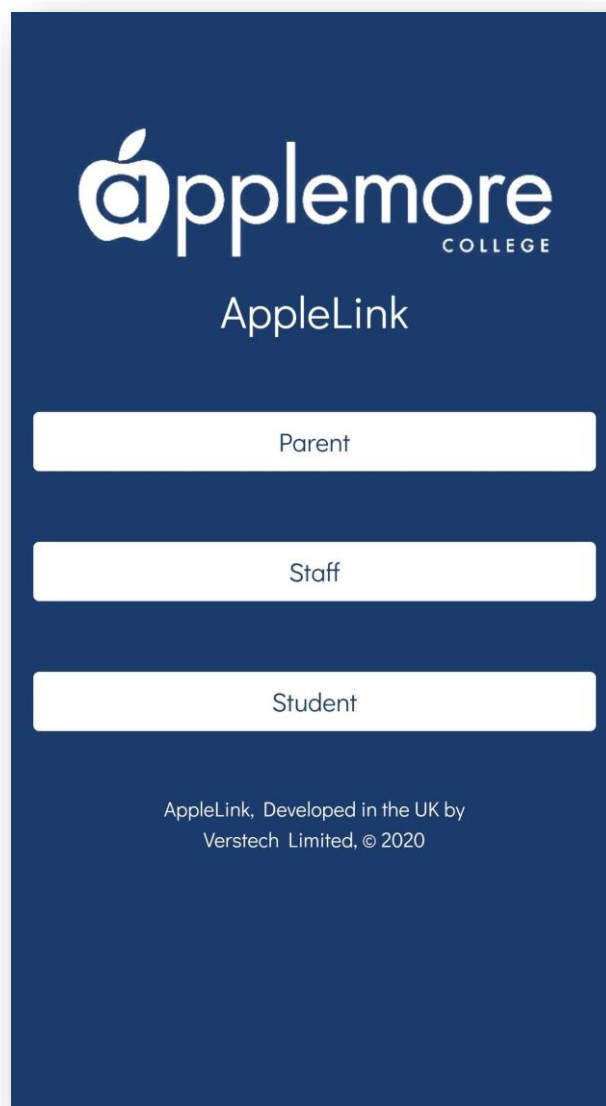 applemore
COLLEGE
AppleLink
Parent
Staff
Student
AppleLink, Developed in the UK by
Verstech Limited, © 2020